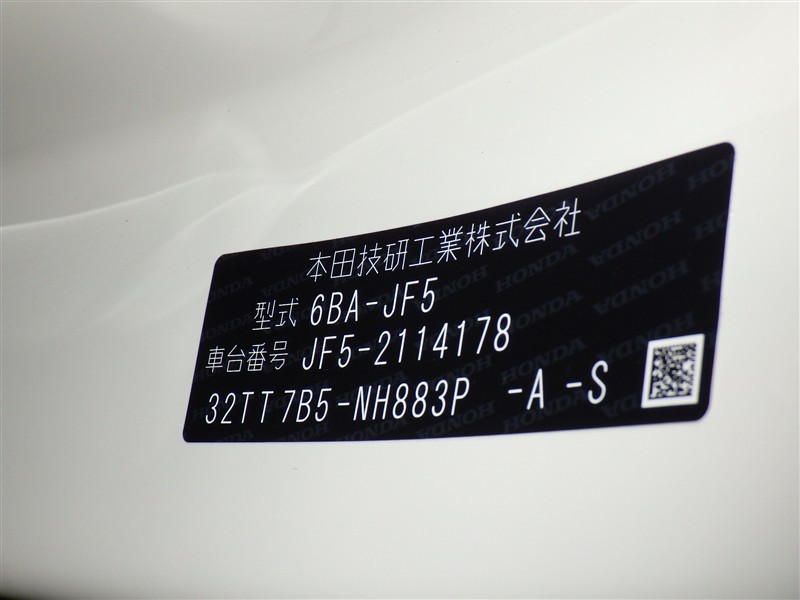 本田技研工業株式会社
型式 6BA-JF5
車台番号 JF5-2114178
32TT7B5-NH883P -A-S